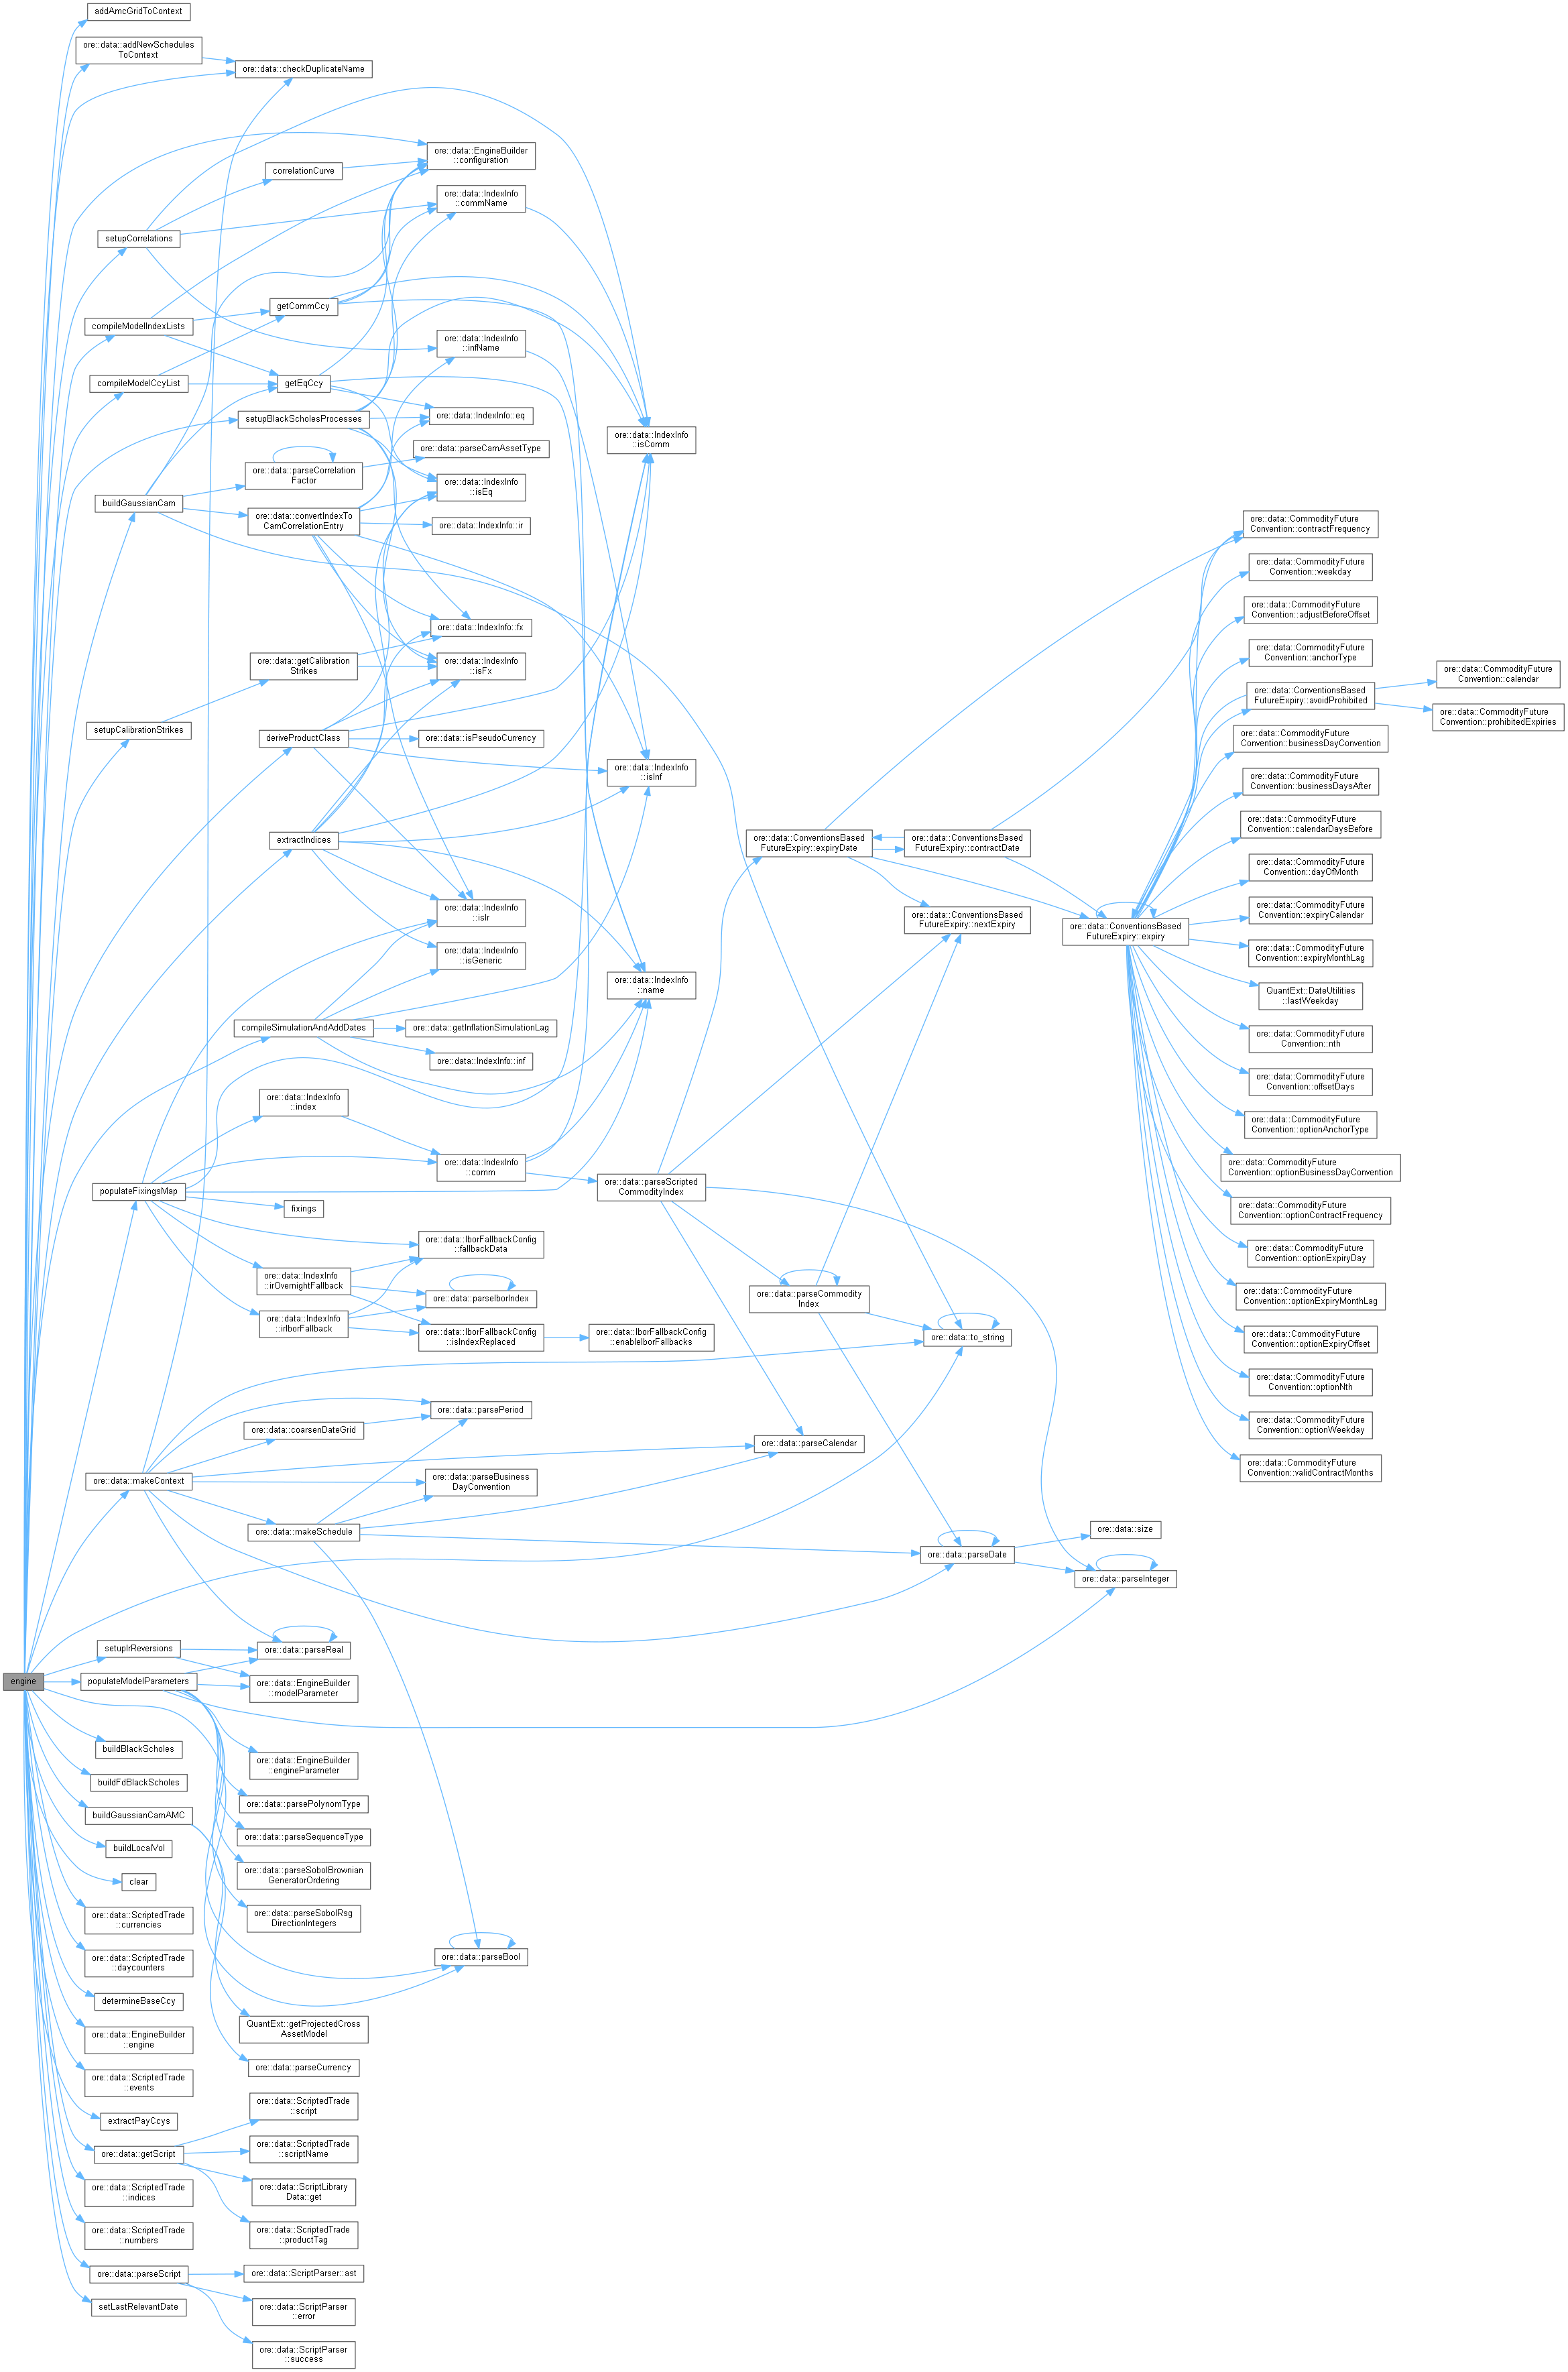 addAmcGridToContext
ore::data::addNewSchedules
ToContext
ore::data::checkDuplicateName
ore::data::EngineBuilder
::configuration
correlationCurve
ore::data::IndexInfo
::commName
setupCorrelations
getCommCcy
compileModelIndexLists
ore::data::IndexInfo
::infName
compileModelCcyList
getEqCcy
setupBlackScholesProcesses
ore::data::IndexInfo::eq
ore::data::IndexInfo
::isComm
ore::data::parseCamAssetType
ore::data::parseCorrelation
Factor
ore::data::IndexInfo
::isEq
buildGaussianCam
ore::data::convertIndexTo
CamCorrelationEntry
ore::data::IndexInfo::ir
ore::data::CommodityFuture
Convention::contractFrequency
ore::data::CommodityFuture
Convention::weekday
ore::data::CommodityFuture
Convention::adjustBeforeOffset
ore::data::IndexInfo::fx
ore::data::CommodityFuture
Convention::anchorType
ore::data::getCalibration
Strikes
ore::data::IndexInfo
::isFx
ore::data::CommodityFuture
Convention::calendar
ore::data::ConventionsBased
FutureExpiry::avoidProhibited
ore::data::CommodityFuture
Convention::prohibitedExpiries
setupCalibrationStrikes
deriveProductClass
ore::data::isPseudoCurrency
ore::data::CommodityFuture
Convention::businessDayConvention
ore::data::IndexInfo
::isInf
ore::data::CommodityFuture
Convention::businessDaysAfter
ore::data::CommodityFuture
Convention::calendarDaysBefore
extractIndices
ore::data::ConventionsBased
FutureExpiry::expiryDate
ore::data::ConventionsBased
FutureExpiry::contractDate
ore::data::CommodityFuture
Convention::dayOfMonth
ore::data::IndexInfo
::isIr
ore::data::ConventionsBased
FutureExpiry::nextExpiry
ore::data::CommodityFuture
Convention::expiryCalendar
ore::data::ConventionsBased
FutureExpiry::expiry
ore::data::IndexInfo
::isGeneric
ore::data::CommodityFuture
Convention::expiryMonthLag
ore::data::IndexInfo
::name
QuantExt::DateUtilities
::lastWeekday
compileSimulationAndAddDates
ore::data::getInflationSimulationLag
ore::data::CommodityFuture
Convention::nth
ore::data::IndexInfo::inf
ore::data::CommodityFuture
Convention::offsetDays
ore::data::IndexInfo
::index
ore::data::CommodityFuture
Convention::optionAnchorType
ore::data::IndexInfo
::comm
ore::data::CommodityFuture
Convention::optionBusinessDayConvention
populateFixingsMap
ore::data::parseScripted
CommodityIndex
fixings
ore::data::CommodityFuture
Convention::optionContractFrequency
ore::data::IborFallbackConfig
::fallbackData
ore::data::CommodityFuture
Convention::optionExpiryDay
ore::data::IndexInfo
::irOvernightFallback
ore::data::parseIborIndex
ore::data::parseCommodity
Index
ore::data::CommodityFuture
Convention::optionExpiryMonthLag
ore::data::IndexInfo
::irIborFallback
ore::data::IborFallbackConfig
::isIndexReplaced
ore::data::IborFallbackConfig
::enableIborFallbacks
ore::data::to_string
ore::data::CommodityFuture
Convention::optionExpiryOffset
ore::data::CommodityFuture
Convention::optionNth
ore::data::parsePeriod
ore::data::coarsenDateGrid
ore::data::CommodityFuture
Convention::optionWeekday
ore::data::parseCalendar
ore::data::CommodityFuture
Convention::validContractMonths
ore::data::makeContext
ore::data::parseBusiness
DayConvention
ore::data::makeSchedule
ore::data::size
ore::data::parseDate
ore::data::parseInteger
setupIrReversions
ore::data::parseReal
engine
populateModelParameters
ore::data::EngineBuilder
::modelParameter
buildBlackScholes
ore::data::EngineBuilder
::engineParameter
buildFdBlackScholes
ore::data::parsePolynomType
buildGaussianCamAMC
ore::data::parseSequenceType
buildLocalVol
ore::data::parseSobolBrownian
GeneratorOrdering
clear
ore::data::ScriptedTrade
::currencies
ore::data::parseSobolRsg
DirectionIntegers
ore::data::ScriptedTrade
::daycounters
ore::data::parseBool
determineBaseCcy
QuantExt::getProjectedCross
AssetModel
ore::data::EngineBuilder
::engine
ore::data::parseCurrency
ore::data::ScriptedTrade
::events
ore::data::ScriptedTrade
::script
extractPayCcys
ore::data::getScript
ore::data::ScriptedTrade
::scriptName
ore::data::ScriptedTrade
::indices
ore::data::ScriptLibrary
Data::get
ore::data::ScriptedTrade
::numbers
ore::data::ScriptedTrade
::productTag
ore::data::parseScript
ore::data::ScriptParser::ast
setLastRelevantDate
ore::data::ScriptParser
::error
ore::data::ScriptParser
::success